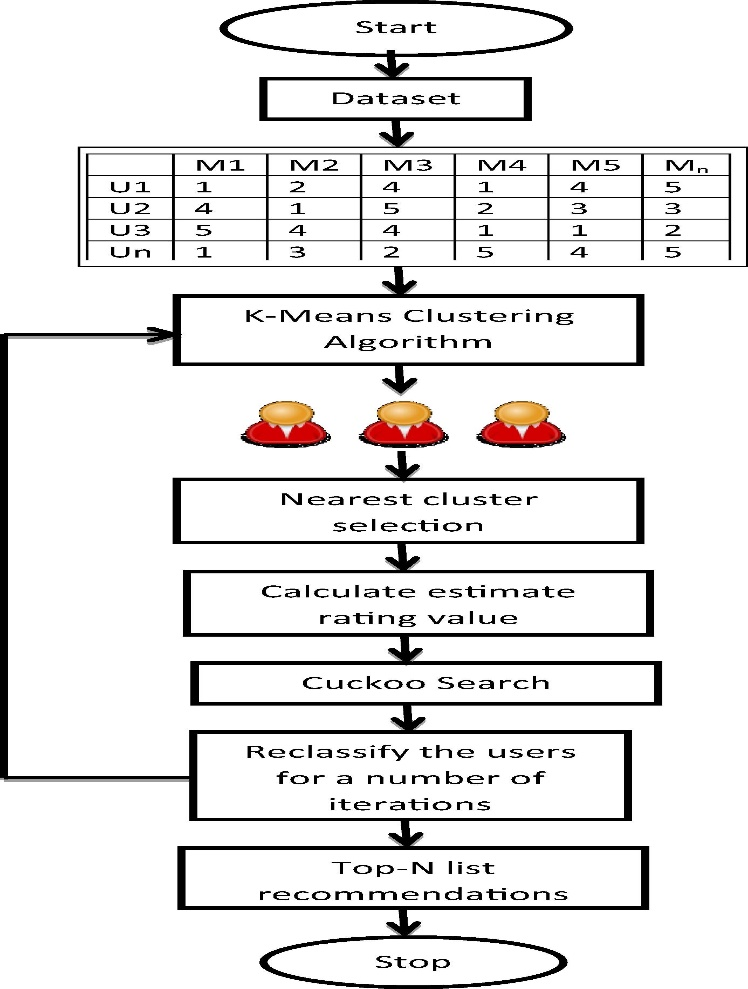 Start
Dataset
M1 M2 M3 M4 M5 Mn
U1 1 2 4 1 4 5
U2 4 1 5 2 3 3
U3 5 4 4 1 1 2
Un 1 3 2 5 4 5
K-Means Clustering
Algorithm
Nearest cluster
selection
Calculate estimate
rating value
Cuckoo Search
Reclassify the users
for a number of
iterations
Top-N list
recommendations
Stop